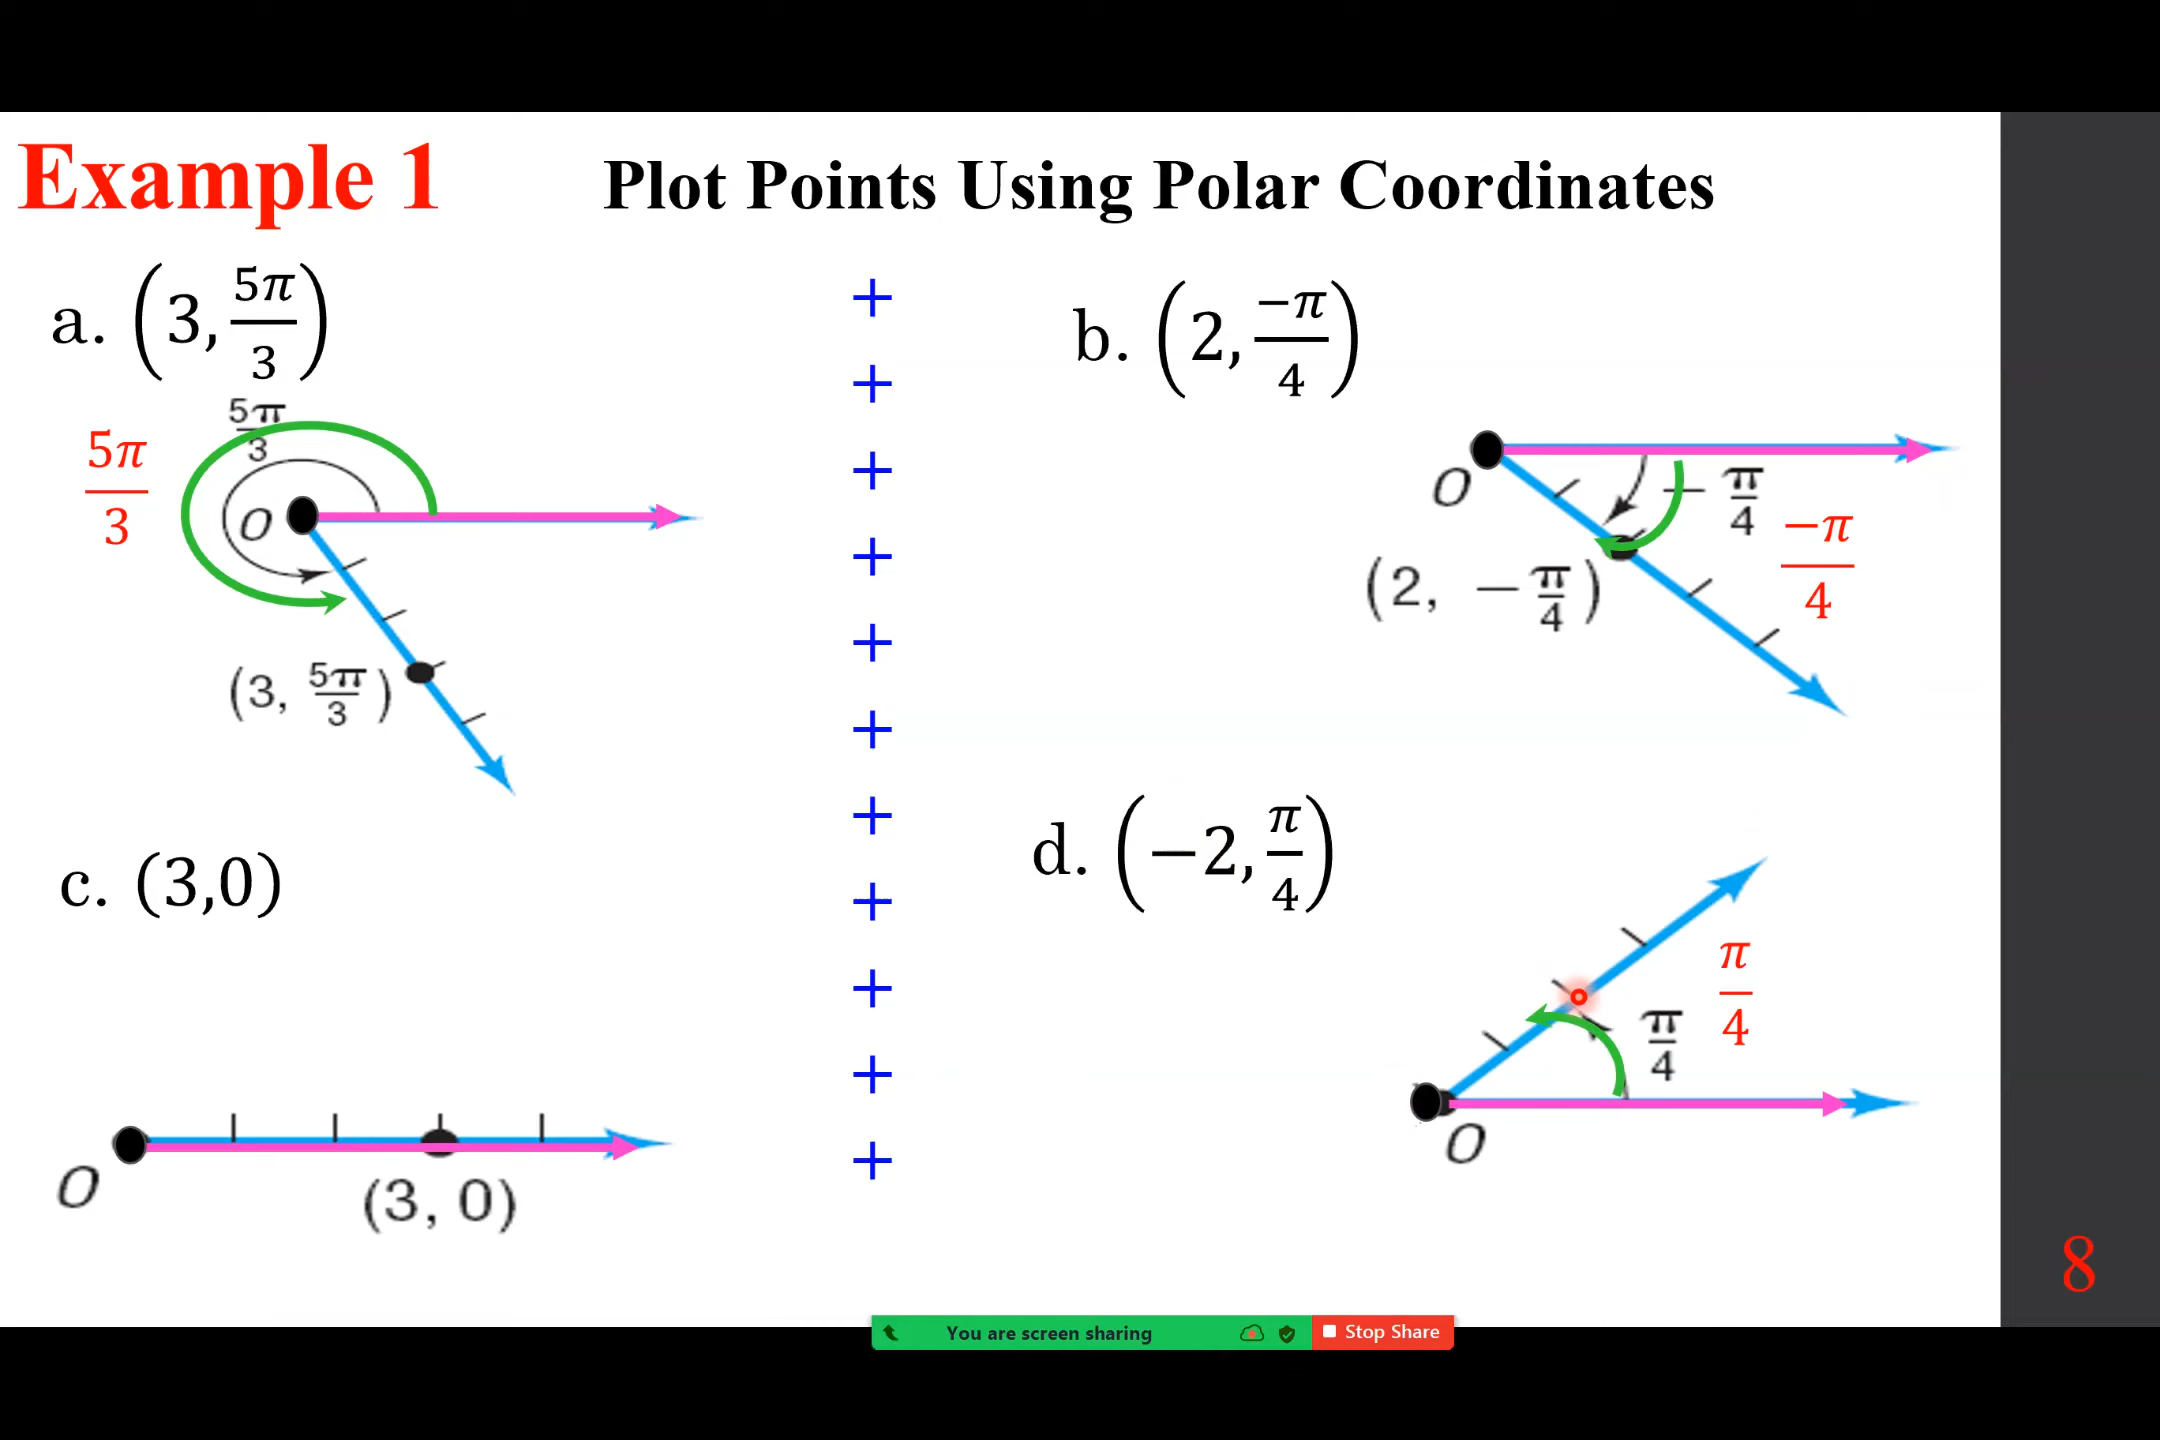 Example 1 Plot Points Using Polar Coordinates
a. (3, 5π/3)
b. (2, −π/4)
5π/3
5π/3
O
(3, 5π/3)
O
− π/4
−π/4
(2, − π/4)
c. (3,0)
d. (−2, π/4)
π/4
π/4
O
O
(3, 0)
8
You are screen sharing
Stop Share